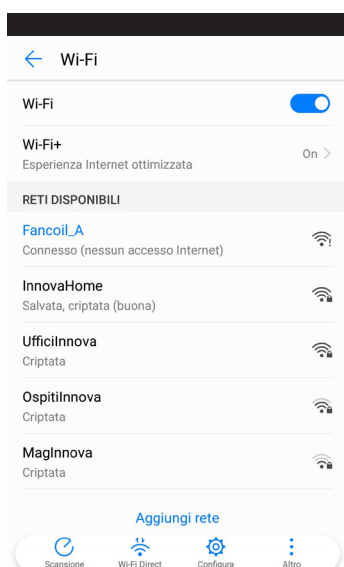 Wi-Fi
Wi-Fi
Wi-Fi+
Esperienza Internet ottimizzata
On
RETI DISPONIBILI
Fancoil_A
Connesso (nessun accesso Internet)
InnovaHome
Salvata, criptata (buona)
UfficiInnova
Criptata
OspitiInnova
Criptata
MagInnova
Criptata
Aggiungi rete
Scansione Wi-Fi Direct Configura Altro